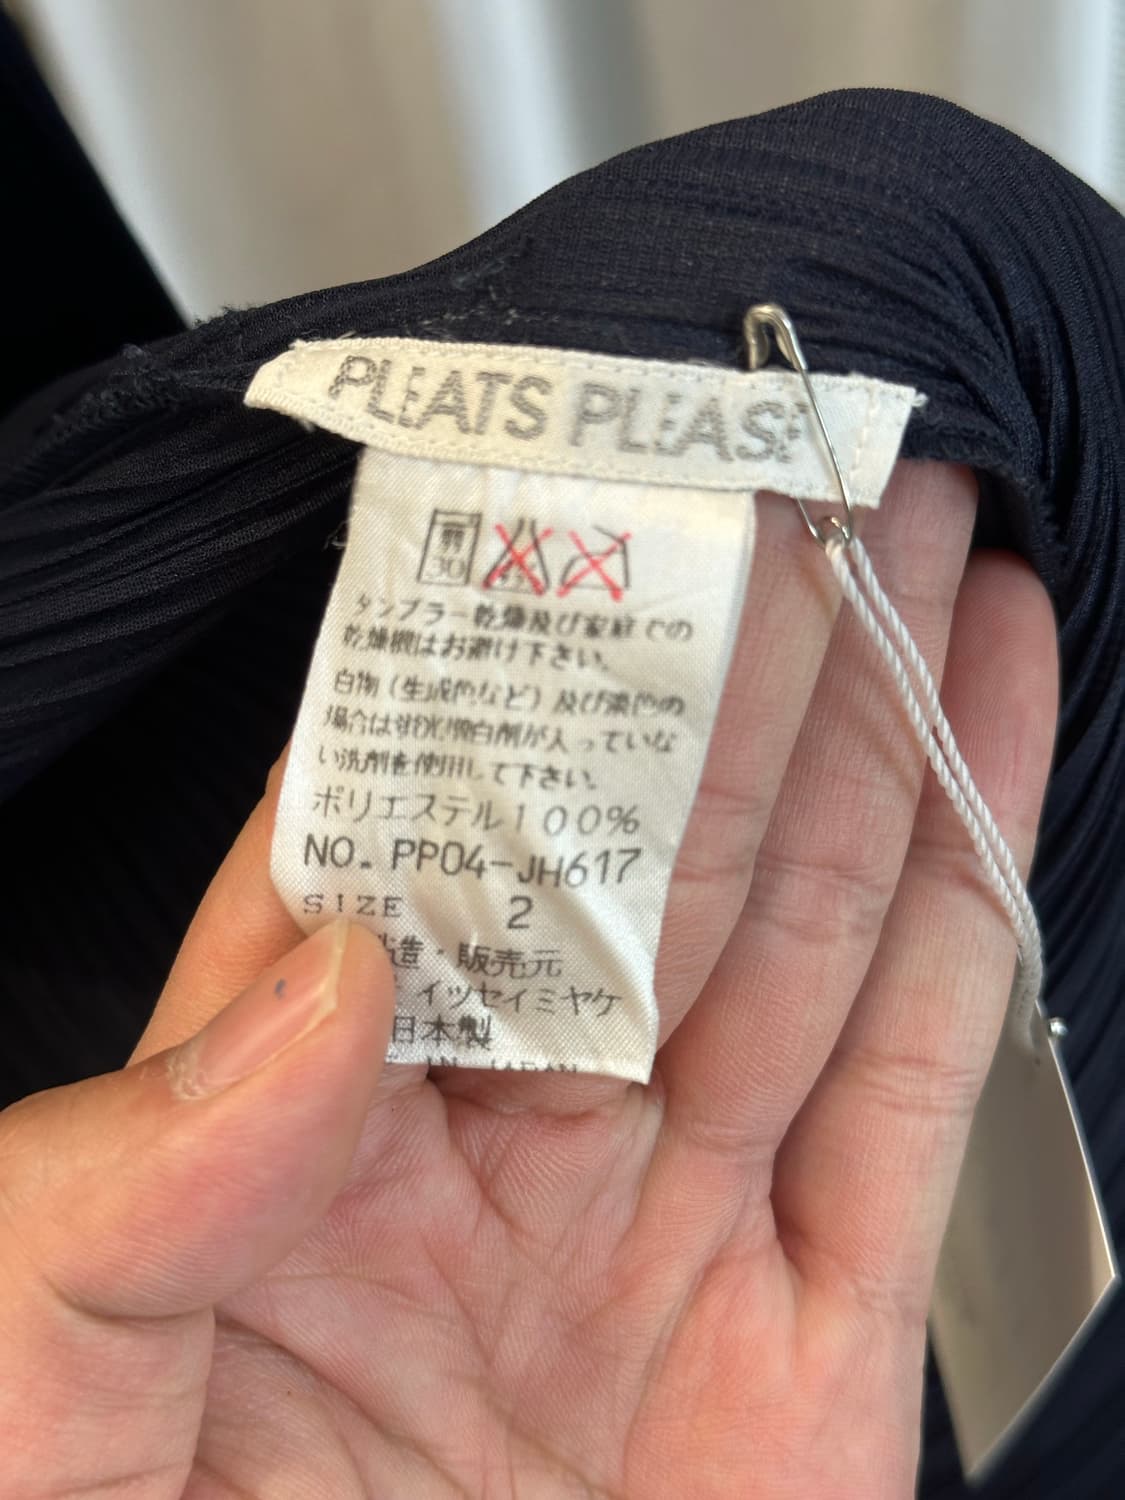 PLEATS PLEASE
弱
30
タンブラー乾燥及び家庭での
乾燥機はお避け下さい。
白物（生成色など）及び淡色の
場合は蛍光増白剤が入っていな
い洗剤を使用して下さい。
ポリエステル100%
NO. PP04-JH617
SIZE 2
造・販売元
イッセイミヤケ
日本製
IN JAPAN